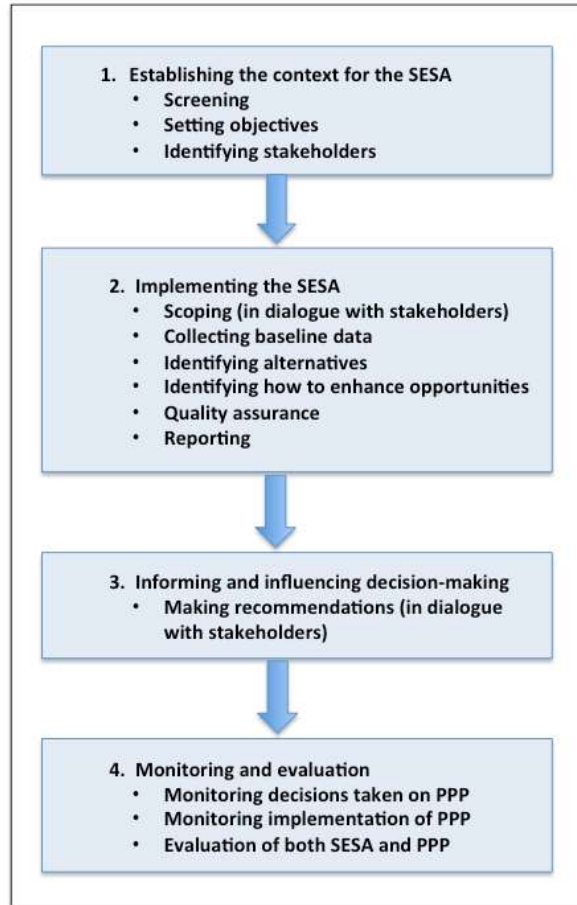 1. Establishing the context for the SESA
• Screening
• Setting objectives
• Identifying stakeholders
2. Implementing the SESA
• Scoping (in dialogue with stakeholders)
• Collecting baseline data
• Identifying alternatives
• Identifying how to enhance opportunities
• Quality assurance
• Reporting
3. Informing and influencing decision-making
• Making recommendations (in dialogue
with stakeholders)
4. Monitoring and evaluation
• Monitoring decisions taken on PPP
• Monitoring implementation of PPP
• Evaluation of both SESA and PPP